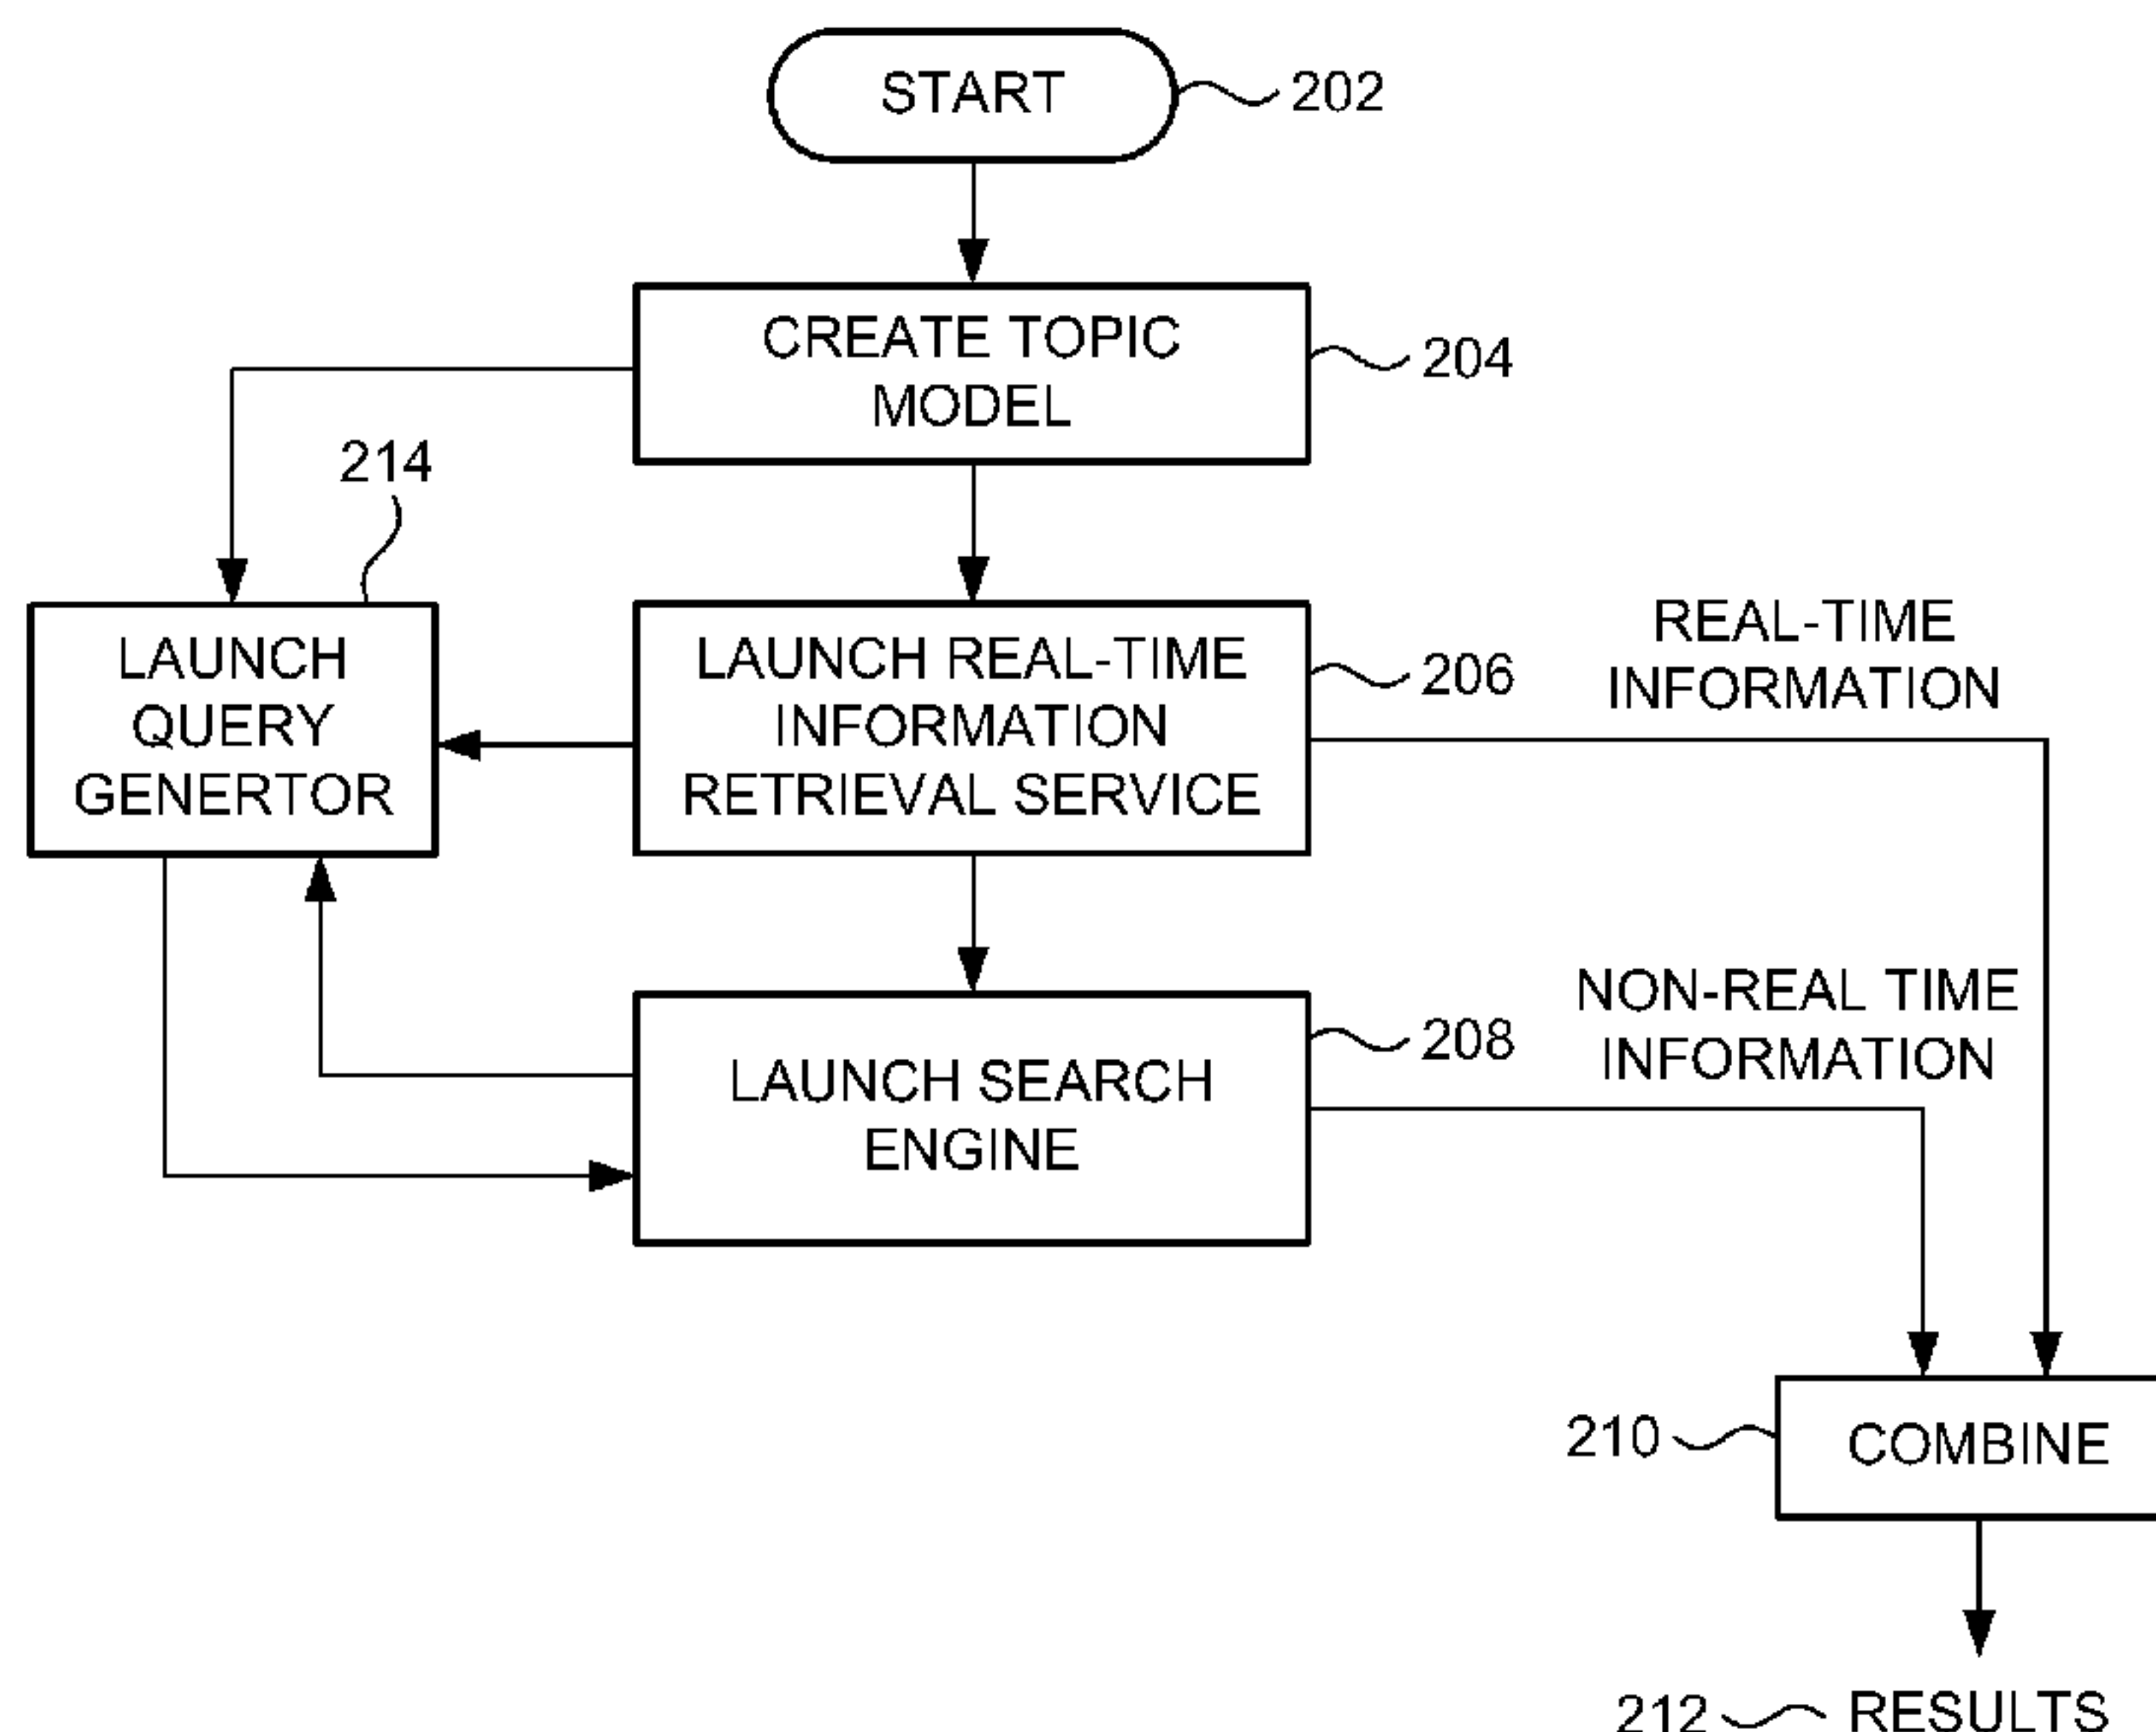 START
202
CREATE TOPIC
MODEL
204
214
LAUNCH
QUERY
GENERTOR
LAUNCH REAL-TIME
INFORMATION
RETRIEVAL SERVICE
206
REAL-TIME
INFORMATION
LAUNCH SEARCH
ENGINE
208
NON-REAL TIME
INFORMATION
210
COMBINE
212
RESULTS